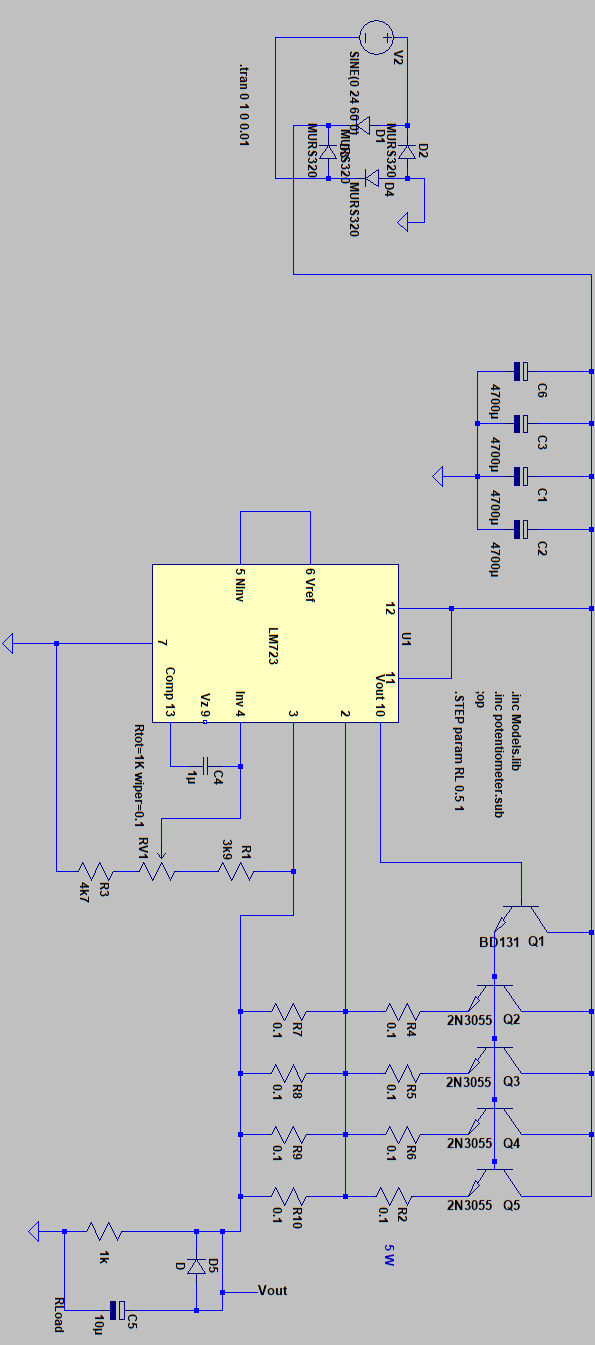 V2
SINE(0 24 60 0)
.tran 0 1 0 0.01
D1
MURS320
D2
MURS320
MURS320
D4
MURS320
C6
4700µ
C3
4700µ
C1
4700µ
C2
4700µ
U1
LM723
5 NInv
6 Vref
12
11
7
Comp 13
Vz 9
Inv 4
3
2
Vout 10
.inc Models.lib
.inc potentiometer.sub
;op
.STEP param RL 0.5 1
C4
1µ
Rtot=1K wiper=0.1
RV1
R1
3k9
R3
4k7
BD131
Q1
2N3055
Q2
2N3055
Q3
2N3055
Q4
2N3055
Q5
R7
0.1
R4
0.1
R8
0.1
R5
0.1
R9
0.1
R6
0.1
R10
0.1
R2
0.1
5 W
1k
D5
D
Vout
RLoad
C5
10µ